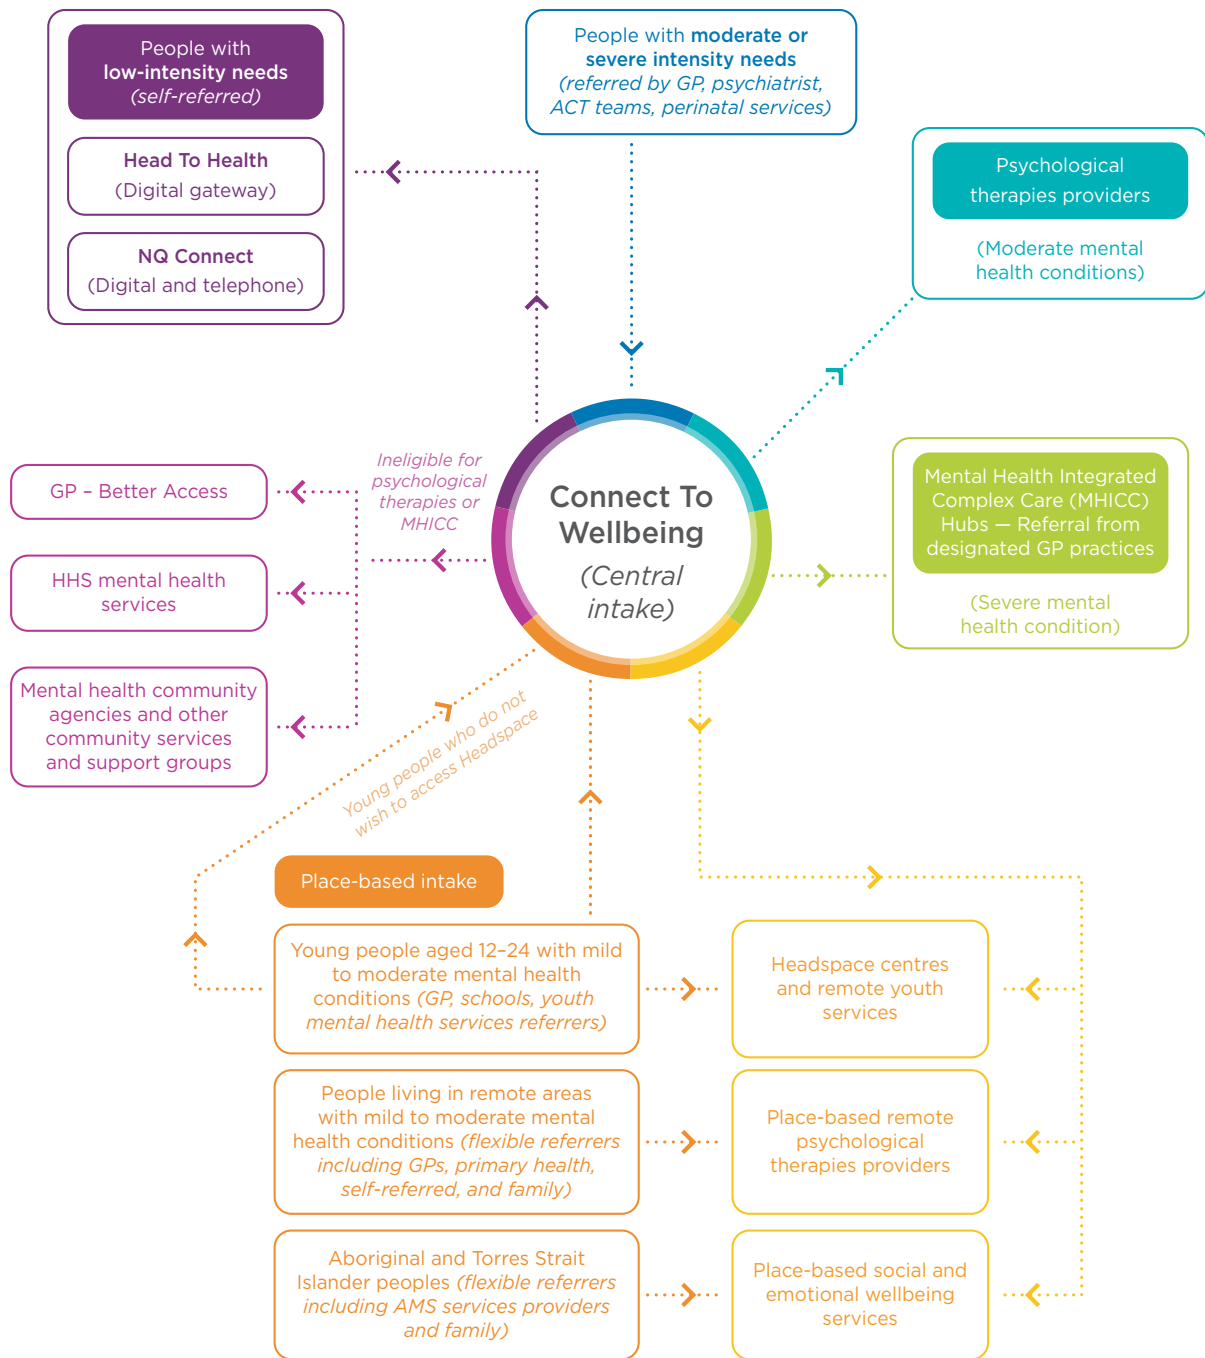 People with
low-intensity needs
(self-referred)
Head To Health
(Digital gateway)
NQ Connect
(Digital and telephone)
People with moderate or
severe intensity needs
(referred by GP, psychiatrist,
ACT teams, perinatal services)
Psychological
therapies providers
(Moderate mental
health conditions)
Mental Health Integrated
Complex Care (MHICC)
Hubs — Referral from
designated GP practices
(Severe mental
health condition)
Connect To
Wellbeing
(Central
intake)
Ineligible for
psychological
therapies or
MHICC
GP – Better Access
HHS mental health
services
Mental health community
agencies and other
community services
and support groups
Young people who do not
wish to access Headspace
Place-based intake
Young people aged 12–24 with mild
to moderate mental health
conditions (GP, schools, youth
mental health services referrers)
Headspace centres
and remote youth
services
People living in remote areas
with mild to moderate mental
health conditions (flexible referrers
including GPs, primary health,
self-referred, and family)
Place-based remote
psychological
therapies providers
Aboriginal and Torres Strait
Islander peoples (flexible referrers
including AMS services providers
and family)
Place-based social and
emotional wellbeing
services